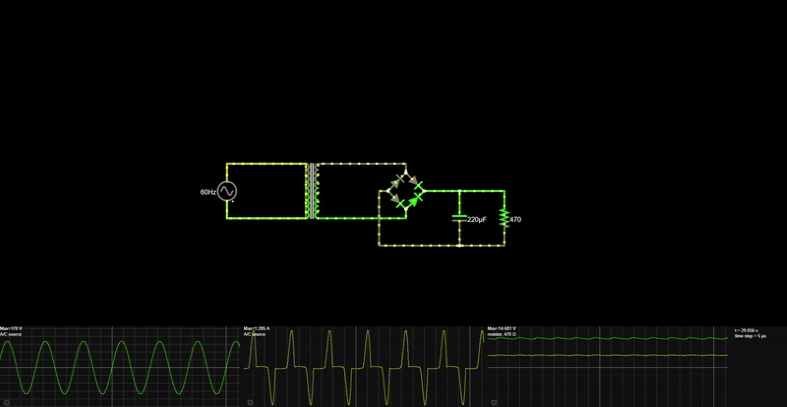 60Hz
220µF
470
Max=170 V
A/C source
Max=1.285 A
A/C source
Max=14.681 V
resistor, 470 Ω
t = 29.856 s
time step = 5 µs